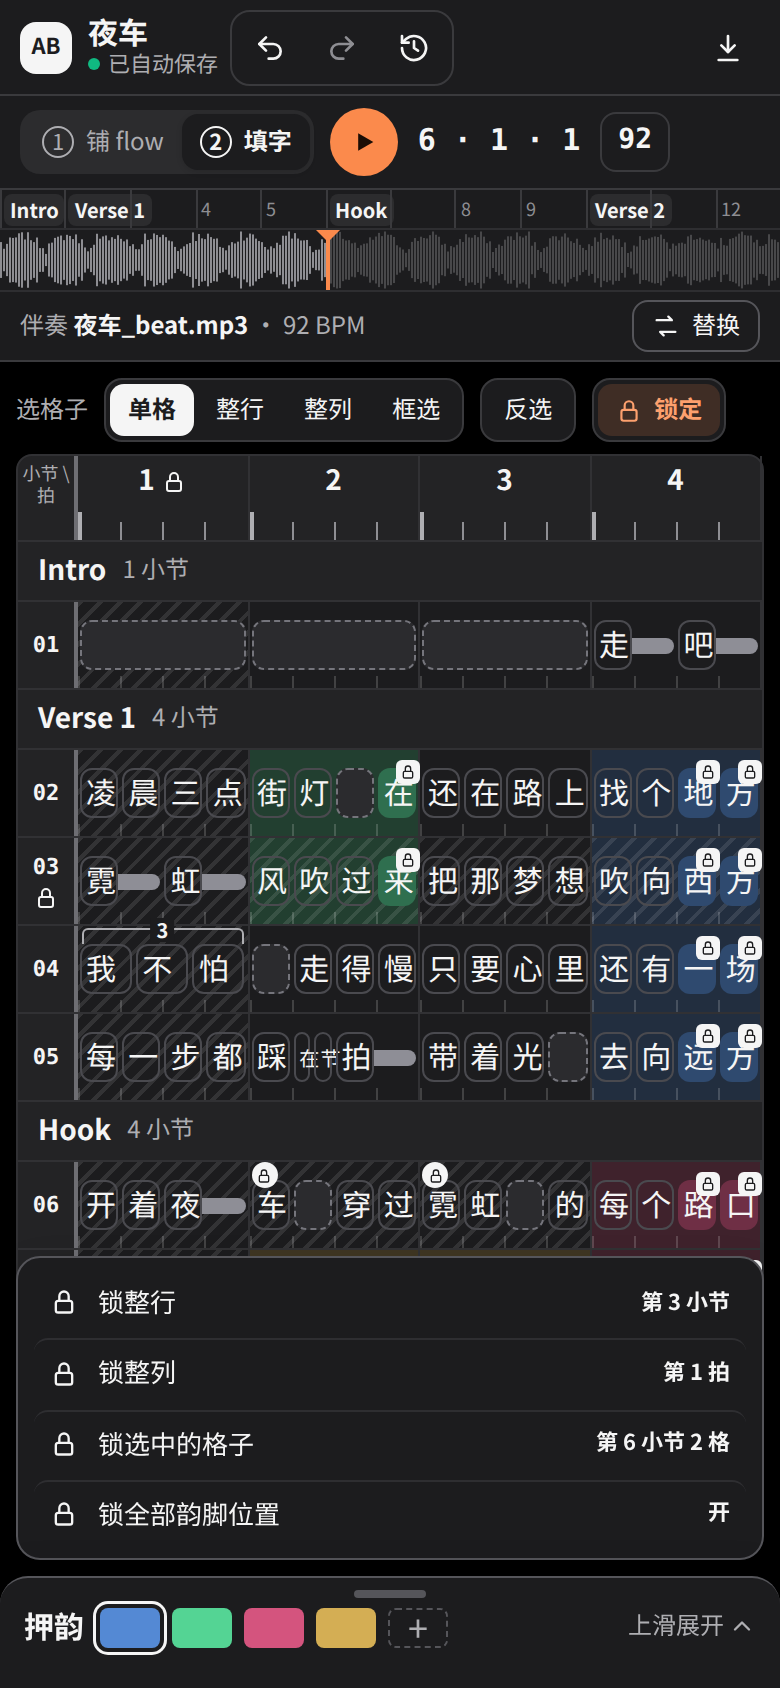 AB 夜车
已自动保存
1 铺 flow 2 填字 6 · 1 · 1 92
Intro Verse 1 4 5 Hook 8 9 Verse 2 12
伴奏 夜车_beat.mp3 · 92 BPM 替换
选格子 单格 整行 整列 框选 反选 锁定
小节 \ 拍 1 2 3 4
Intro 1 小节
01 走 吧
Verse 1 4 小节
02 凌 晨 三 点 街 灯 在 还 在 路 上 找 个 地 方
03 霓 虹 风 吹 过 来 把 那 梦 想 吹 向 西 方
3
04 我 不 怕 走 得 慢 只 要 心 里 还 有 一 场
05 每 一 步 都 踩 在 节 拍 带 着 光 去 向 远 方
Hook 4 小节
06 开 着 夜 车 穿 过 霓 虹 的 每 个 路 口
锁整行 第 3 小节
锁整列 第 1 拍
锁选中的格子 第 6 小节 2 格
锁全部韵脚位置 开
押韵 + 上滑展开